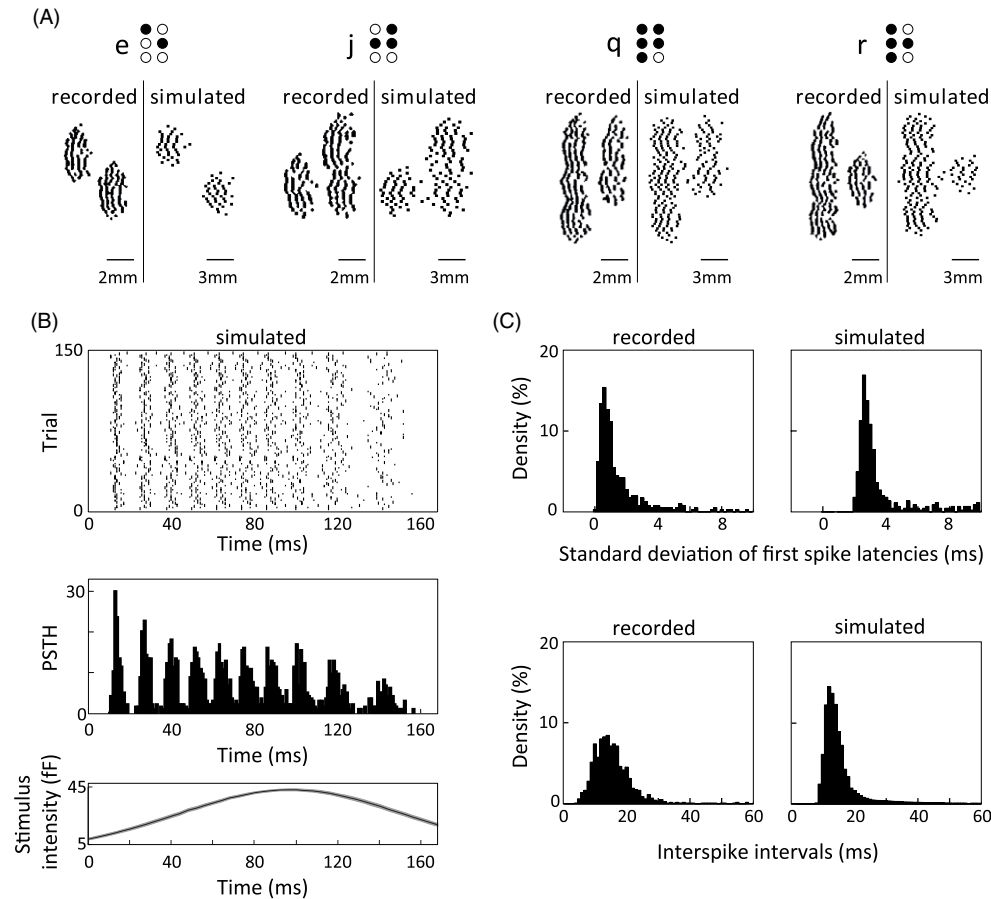 (A)
e j q r
recorded simulated recorded simulated recorded simulated recorded simulated
2mm 3mm 2mm 3mm 2mm 3mm 2mm 3mm
(B)
simulated
150
Trial
0
0 40 80 120 160
Time (ms)
30
PSTH
0
0 40 80 120 160
Time (ms)
Stimulus
intensity (fF)
45
5
0 40 80 120 160
Time (ms)
(C)
recorded simulated
20
Density (%)
10
0
0 4 8 0 4 8
Standard deviation of first spike latencies (ms)
recorded simulated
20
Density (%)
10
0
0 20 40 60 0 20 40 60
Interspike intervals (ms)